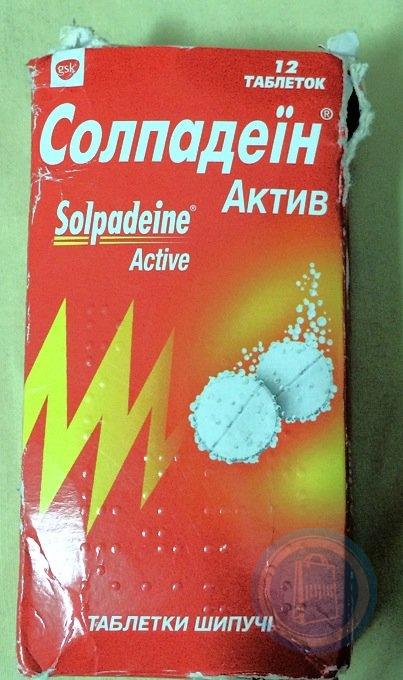 gsk
12
ТАБЛЕТОК
Солпадеїн®
АКТИВ
Solpadeine®
Active
ТАБЛЕТКИ ШИПУЧ